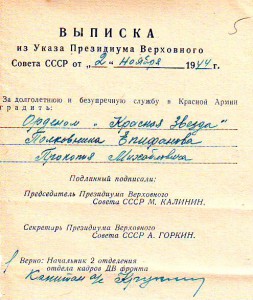 5
ВЫПИСКА
из Указа Президиума Верховного
Совета СССР от „2“ ноября 1944 г.
За долголетнюю и безупречную службу в Красной Армии
градить:
Орденом „Красная Звезда“
Полковника Епифанова
Прокопия Михайловича
Подлинный подписали:
Председатель Президиума Верховного
Совета СССР М. КАЛИНИН.
Секретарь Президиума Верховного
Совета СССР А. ГОРКИН.
Верно: Начальник 2 отделения
отдела кадров ДВ фронта
Капитан а/с